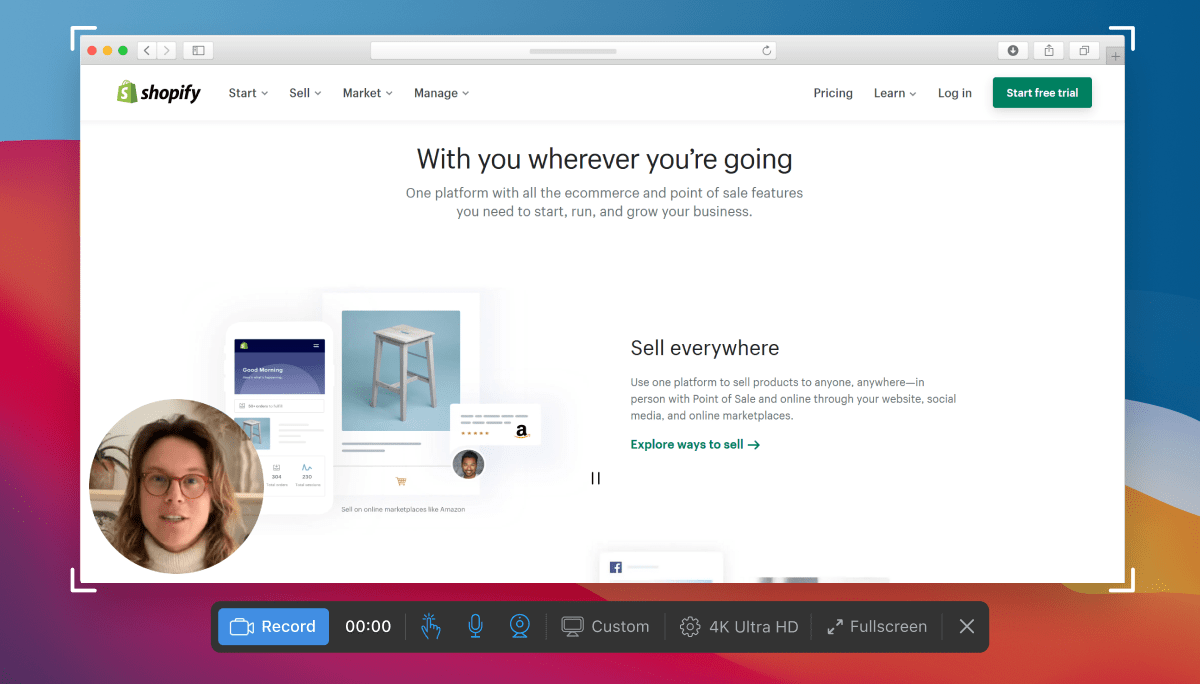 shopify
Start
Sell
Market
Manage
Pricing
Learn
Log in
Start free trial
With you wherever you’re going
One platform with all the ecommerce and point of sale features
you need to start, run, and grow your business.
Good Morning
Here's what's happening
50+ orders to fulfill
304
Total orders
230
Total sessions
a
Sell on online marketplaces like Amazon
Sell everywhere
Use one platform to sell products to anyone, anywhere—in
person with Point of Sale and online through your website, social
media, and online marketplaces.
Explore ways to sell →
f
Record
00:00
Custom
4K Ultra HD
Fullscreen